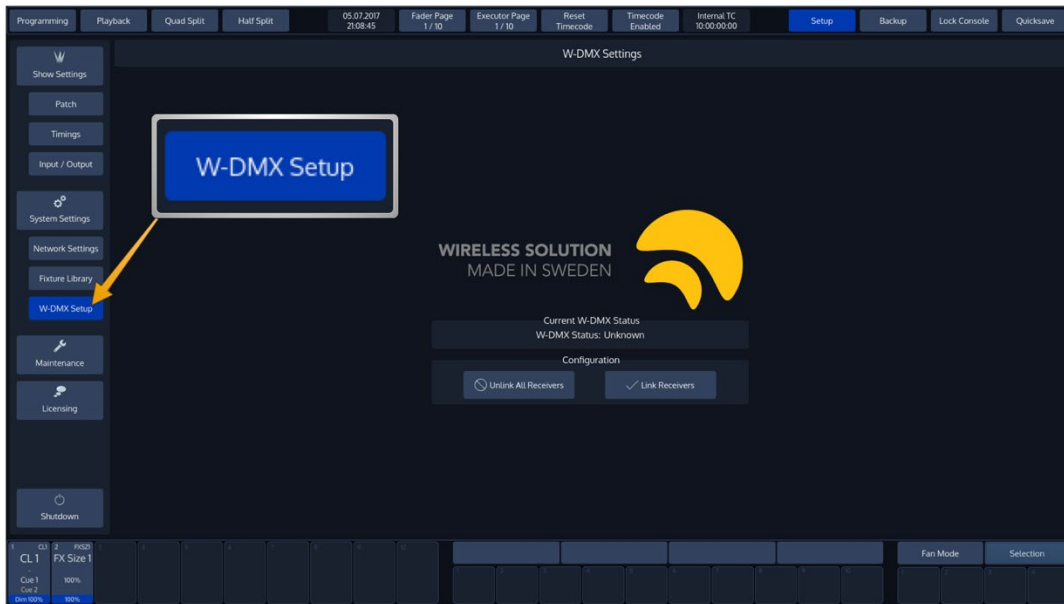 Programming
Playback
Quad Split
Half Split
05.07.2017
21:08:45
Fader Page
1 / 10
Executor Page
1 / 10
Reset
Timecode
Timecode
Enabled
Internal TC
10:00:00:00
Setup
Backup
Lock Console
Quicksave
W-DMX Settings
Show Settings
Patch
Timings
Input / Output
System Settings
Network Settings
Fixture Library
W-DMX Setup
Maintenance
Licensing
Shutdown
W-DMX Setup
WIRELESS SOLUTION
MADE IN SWEDEN
Current W-DMX Status
W-DMX Status: Unknown
Configuration
Unlink All Receivers
Link Receivers
1 CL1
CL 1
-
Cue 1
Cue 2
Dim 100%
2 FXSZ1
FX Size 1
100%
100%
Fan Mode
Selection